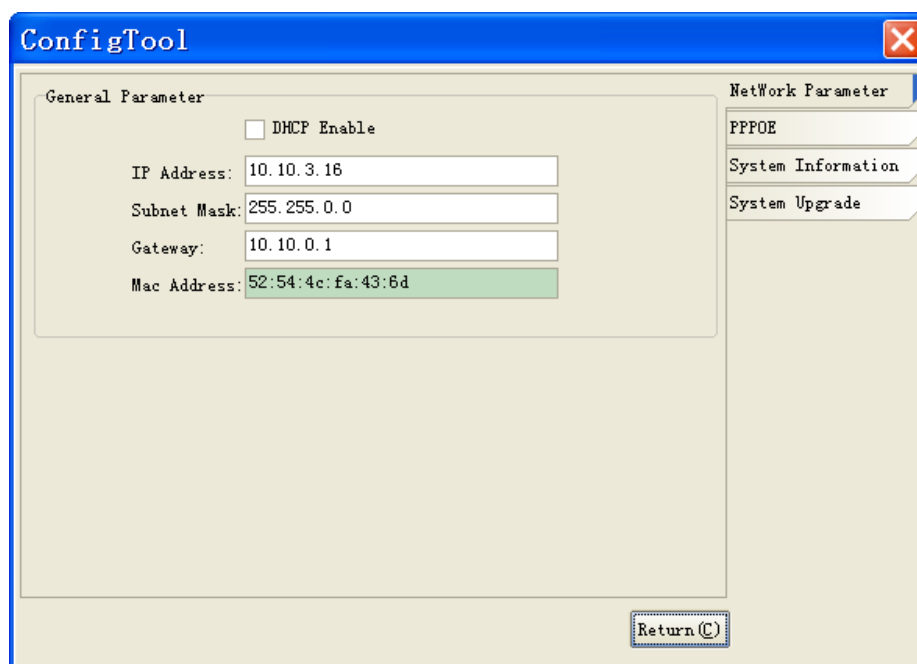 ConfigTool
General Parameter
DHCP Enable
IP Address: 10.10.3.16
Subnet Mask: 255.255.0.0
Gateway: 10.10.0.1
Mac Address: 52:54:4c:fa:43:6d
NetWork Parameter
PPPOE
System Information
System Upgrade
Return(C)